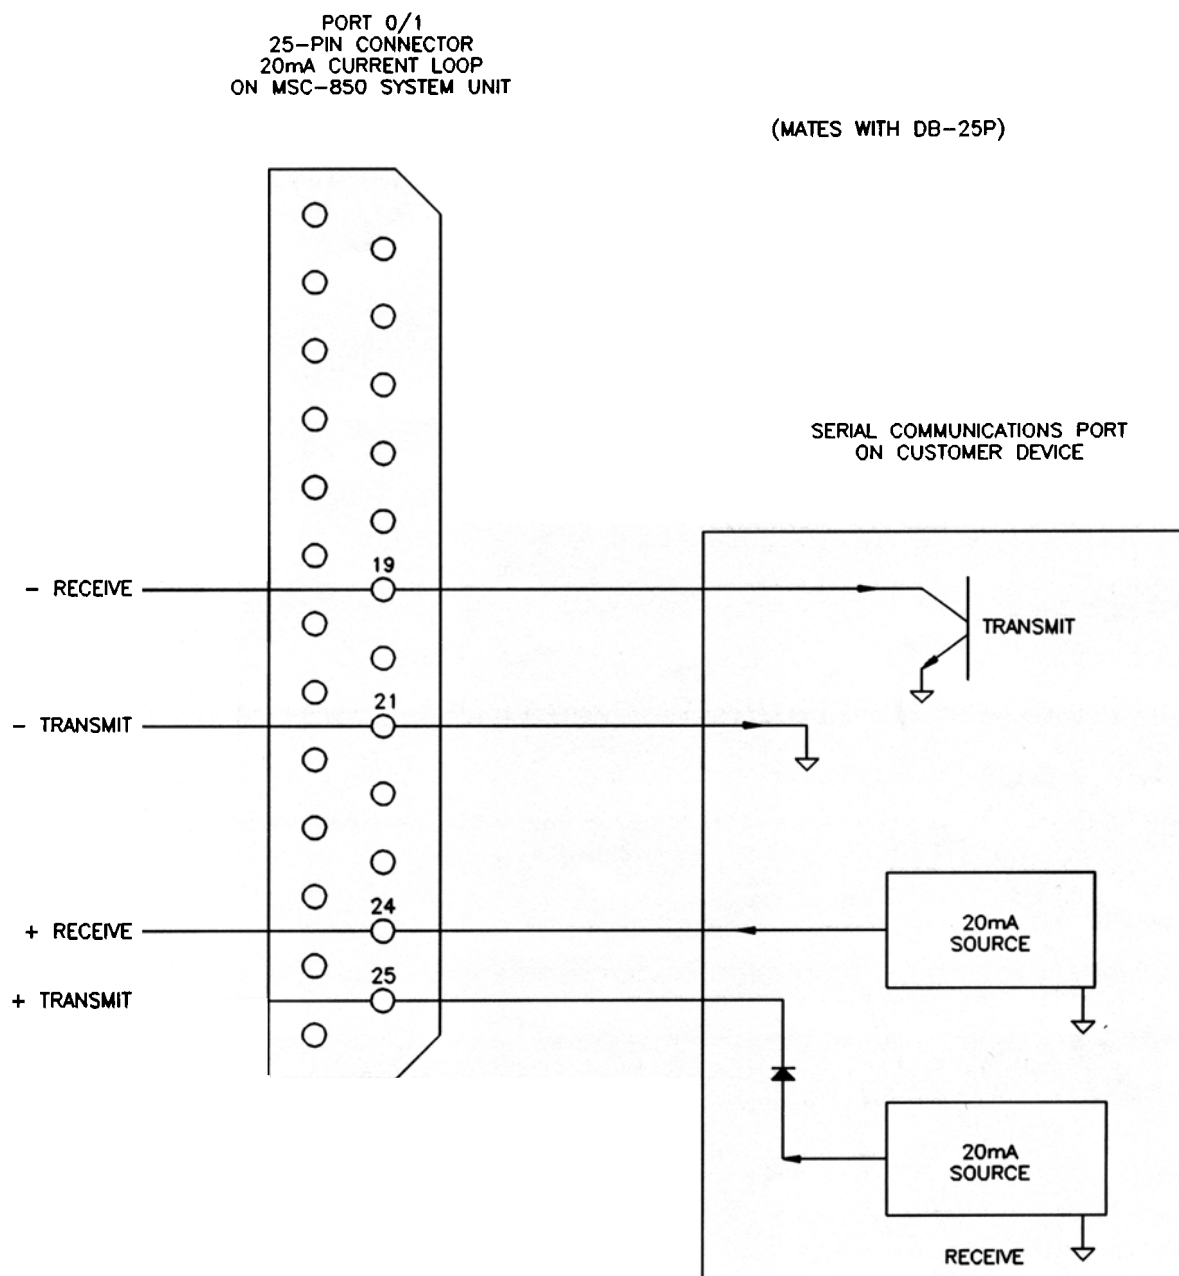 PORT 0/1
25-PIN CONNECTOR
20mA CURRENT LOOP
ON MSC-850 SYSTEM UNIT
(MATES WITH DB-25P)
SERIAL COMMUNICATIONS PORT
ON CUSTOMER DEVICE
19
- RECEIVE
TRANSMIT
21
- TRANSMIT
24
+ RECEIVE
20mA
SOURCE
25
+ TRANSMIT
20mA
SOURCE
RECEIVE